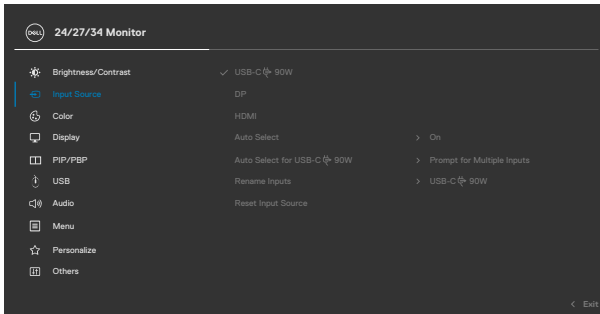 DELL 24/27/34 Monitor
Brightness/Contrast USB-C 90W
Input Source DP
Color HDMI
Display Auto Select On
PIP/PBP Auto Select for USB-C 90W Prompt for Multiple Inputs
USB Rename Inputs USB-C 90W
Audio Reset Input Source
Menu
Personalize
Others
Exit